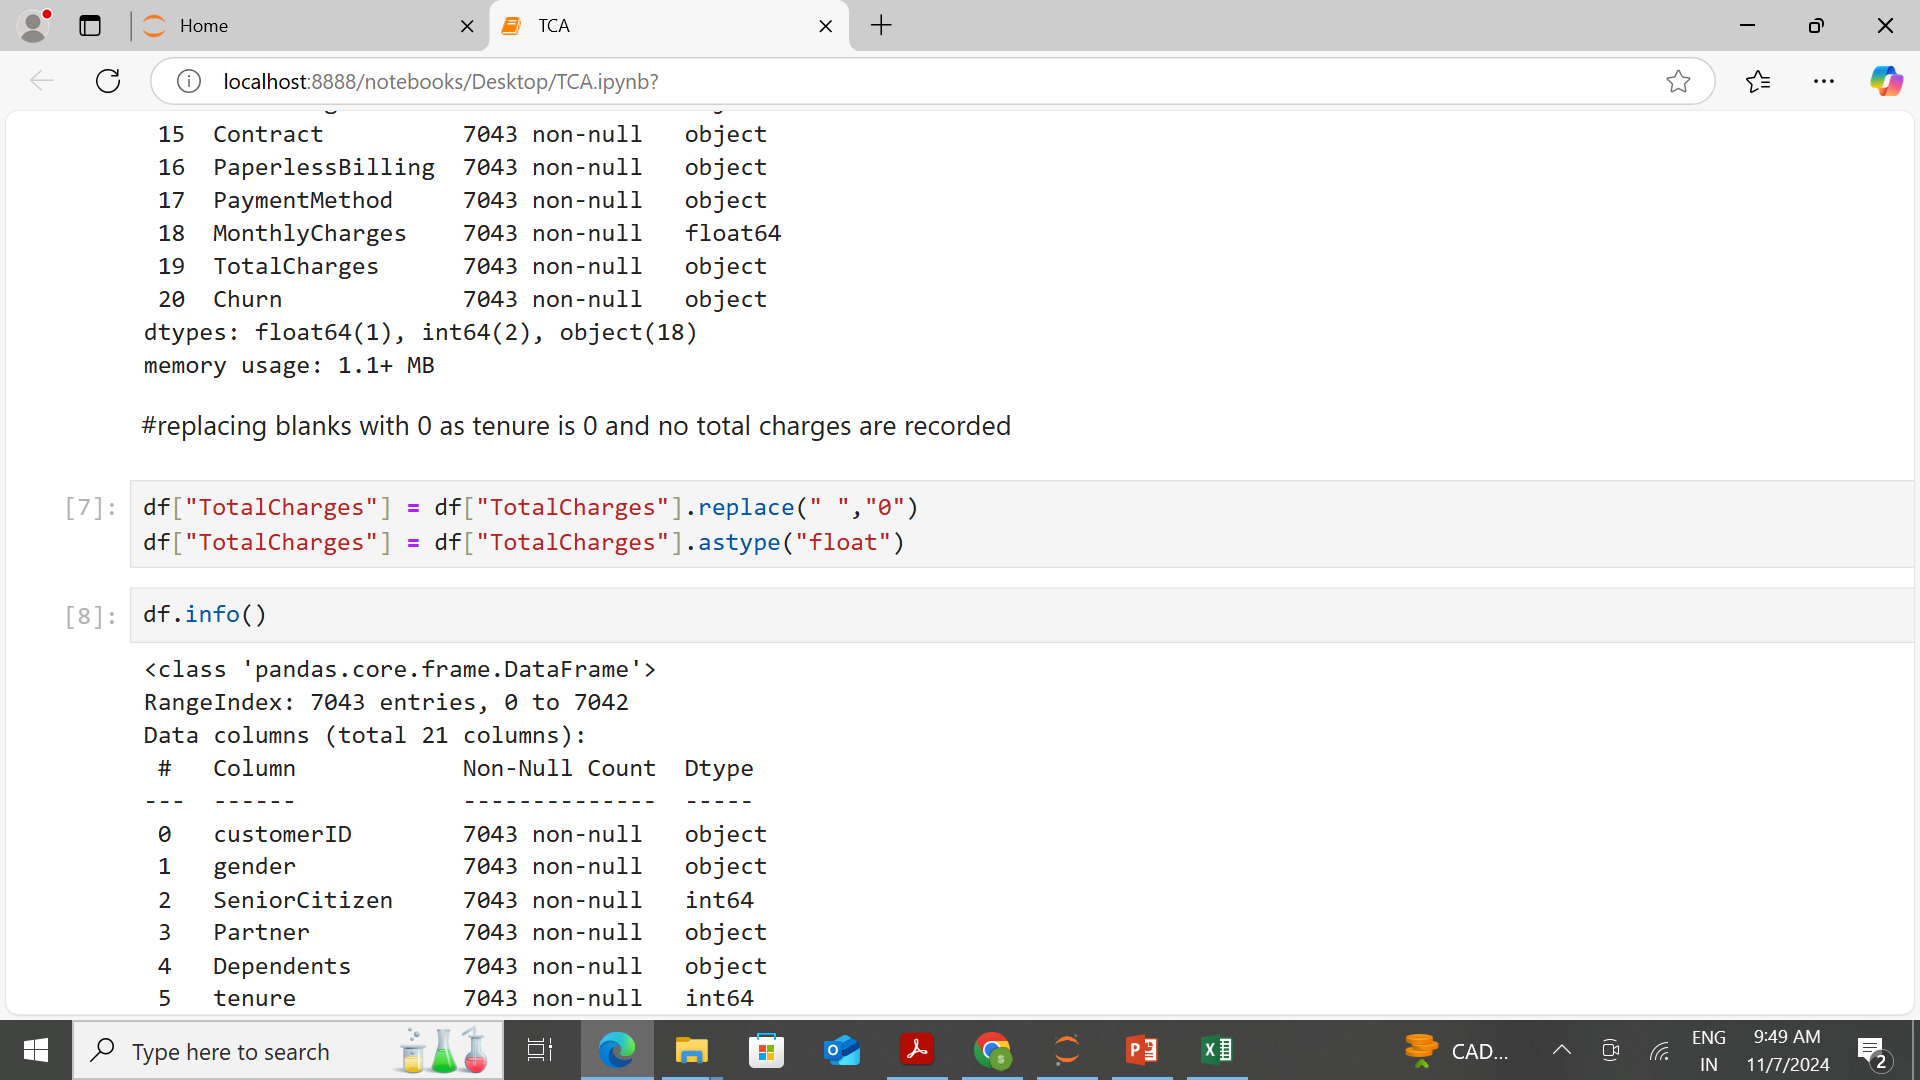 Home
TCA
localhost:8888/notebooks/Desktop/TCA.ipynb?
15 Contract 7043 non-null object
16 PaperlessBilling 7043 non-null object
17 PaymentMethod 7043 non-null object
18 MonthlyCharges 7043 non-null float64
19 TotalCharges 7043 non-null object
20 Churn 7043 non-null object
dtypes: float64(1), int64(2), object(18)
memory usage: 1.1+ MB
#replacing blanks with 0 as tenure is 0 and no total charges are recorded
[7]: df["TotalCharges"] = df["TotalCharges"].replace(" ","0")
df["TotalCharges"] = df["TotalCharges"].astype("float")
[8]: df.info()
<class 'pandas.core.frame.DataFrame'>
RangeIndex: 7043 entries, 0 to 7042
Data columns (total 21 columns):
# Column Non-Null Count Dtype
--- ------ -------------- -----
0 customerID 7043 non-null object
1 gender 7043 non-null object
2 SeniorCitizen 7043 non-null int64
3 Partner 7043 non-null object
4 Dependents 7043 non-null object
5 tenure 7043 non-null int64
Type here to search
CAD...
ENG
IN
9:49 AM
11/7/2024
2